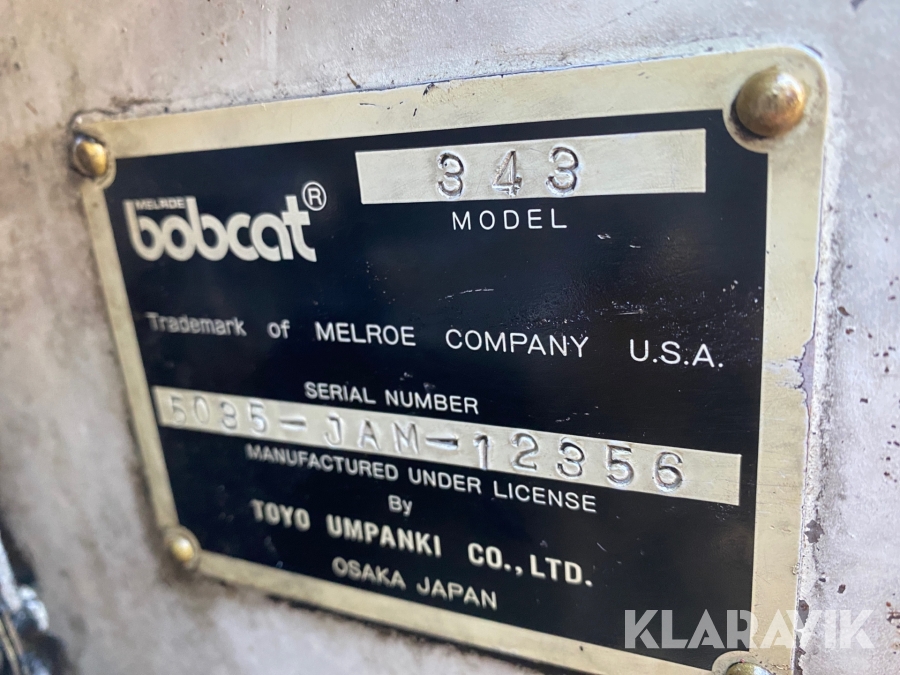 343
MODEL
MELROE
bobcat®
Trademark of MELROE COMPANY U.S.A.
SERIAL NUMBER
5035-JAM-12356
MANUFACTURED UNDER LICENSE
By
TOYO UMPANKI CO.,LTD.
OSAKA JAPAN
KLARAVIK